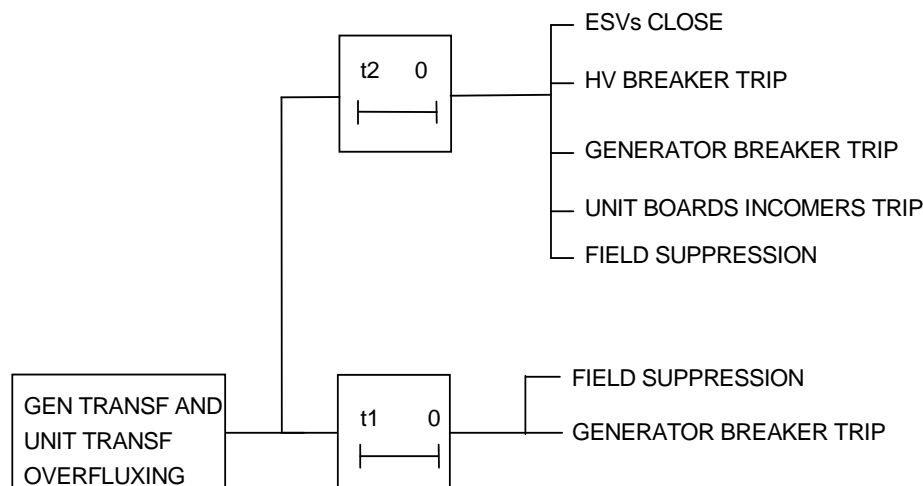 ESVs CLOSE
t2 0
HV BREAKER TRIP
GENERATOR BREAKER TRIP
UNIT BOARDS INCOMERS TRIP
FIELD SUPPRESSION
FIELD SUPPRESSION
GEN TRANSF AND
UNIT TRANSF
OVERFLUXING
t1 0
GENERATOR BREAKER TRIP